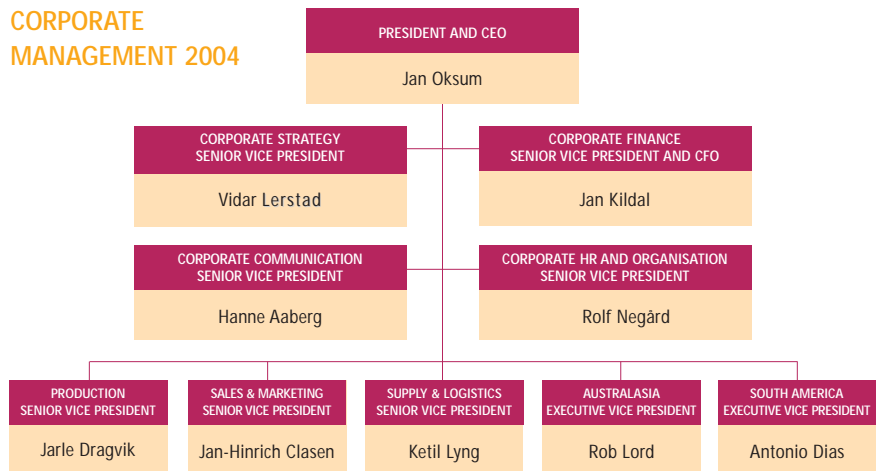 CORPORATE
MANAGEMENT 2004
PRESIDENT AND CEO
Jan Oksum
CORPORATE STRATEGY
SENIOR VICE PRESIDENT
Vidar Lerstad
CORPORATE FINANCE
SENIOR VICE PRESIDENT AND CFO
Jan Kildal
CORPORATE COMMUNICATION
SENIOR VICE PRESIDENT
Hanne Aaberg
CORPORATE HR AND ORGANISATION
SENIOR VICE PRESIDENT
Rolf Negård
PRODUCTION
SENIOR VICE PRESIDENT
Jarle Dragvik
SALES & MARKETING
SENIOR VICE PRESIDENT
Jan-Hinrich Clasen
SUPPLY & LOGISTICS
SENIOR VICE PRESIDENT
Ketil Lyng
AUSTRALASIA
EXECUTIVE VICE PRESIDENT
Rob Lord
SOUTH AMERICA
EXECUTIVE VICE PRESIDENT
Antonio Dias